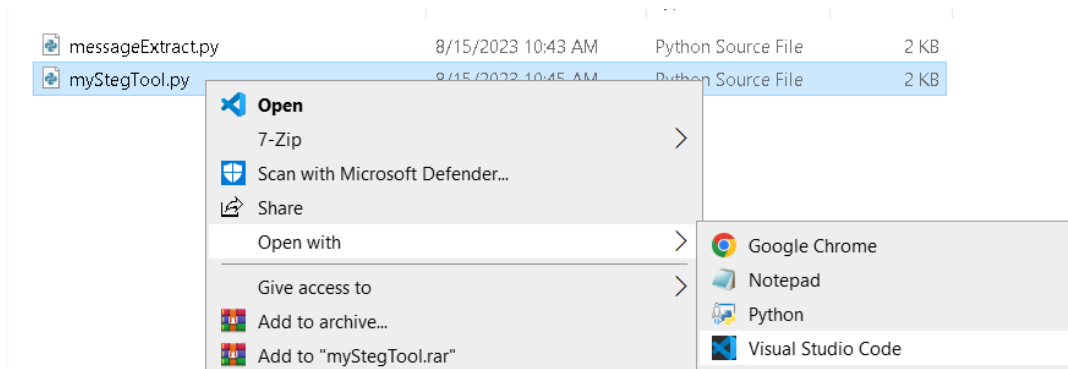 messageExtract.py 8/15/2023 10:43 AM Python Source File 2 KB
myStegTool.py 8/15/2023 10:45 AM Python Source File 2 KB
Open
7-Zip
Scan with Microsoft Defender...
Share
Open with
Google Chrome
Notepad
Give access to
Python
Add to archive...
Visual Studio Code
Add to "myStegTool.rar"